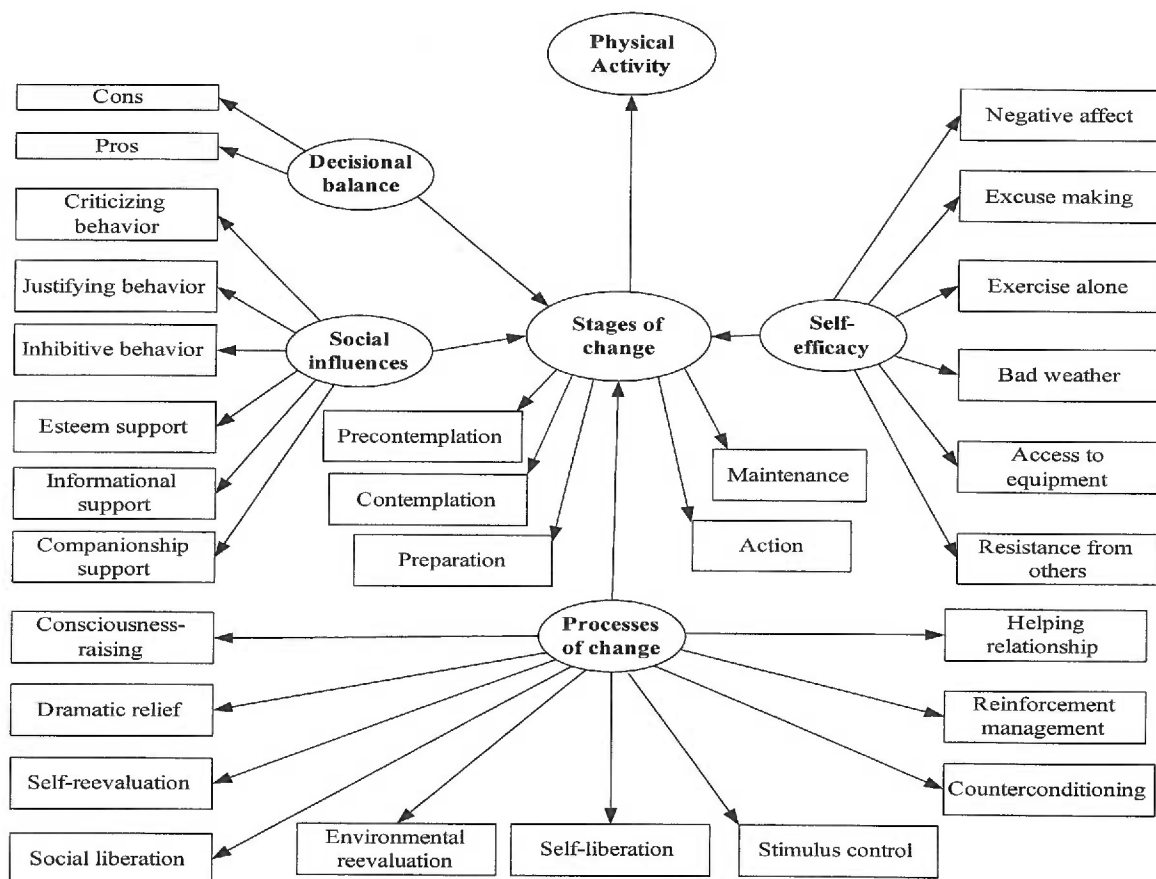 Physical
Activity
Cons
Pros
Decisional
balance
Negative affect
Criticizing
behavior
Excuse making
Justifying behavior
Exercise alone
Social
influences
Stages of
change
Self-
efficacy
Inhibitive behavior
Bad weather
Esteem support
Precontemplation
Access to
equipment
Informational
support
Contemplation
Maintenance
Companionship
support
Preparation
Action
Resistance from
others
Consciousness-
raising
Processes
of change
Helping
relationship
Dramatic relief
Reinforcement
management
Self-reevaluation
Counterconditioning
Social liberation
Environmental
reevaluation
Self-liberation
Stimulus control